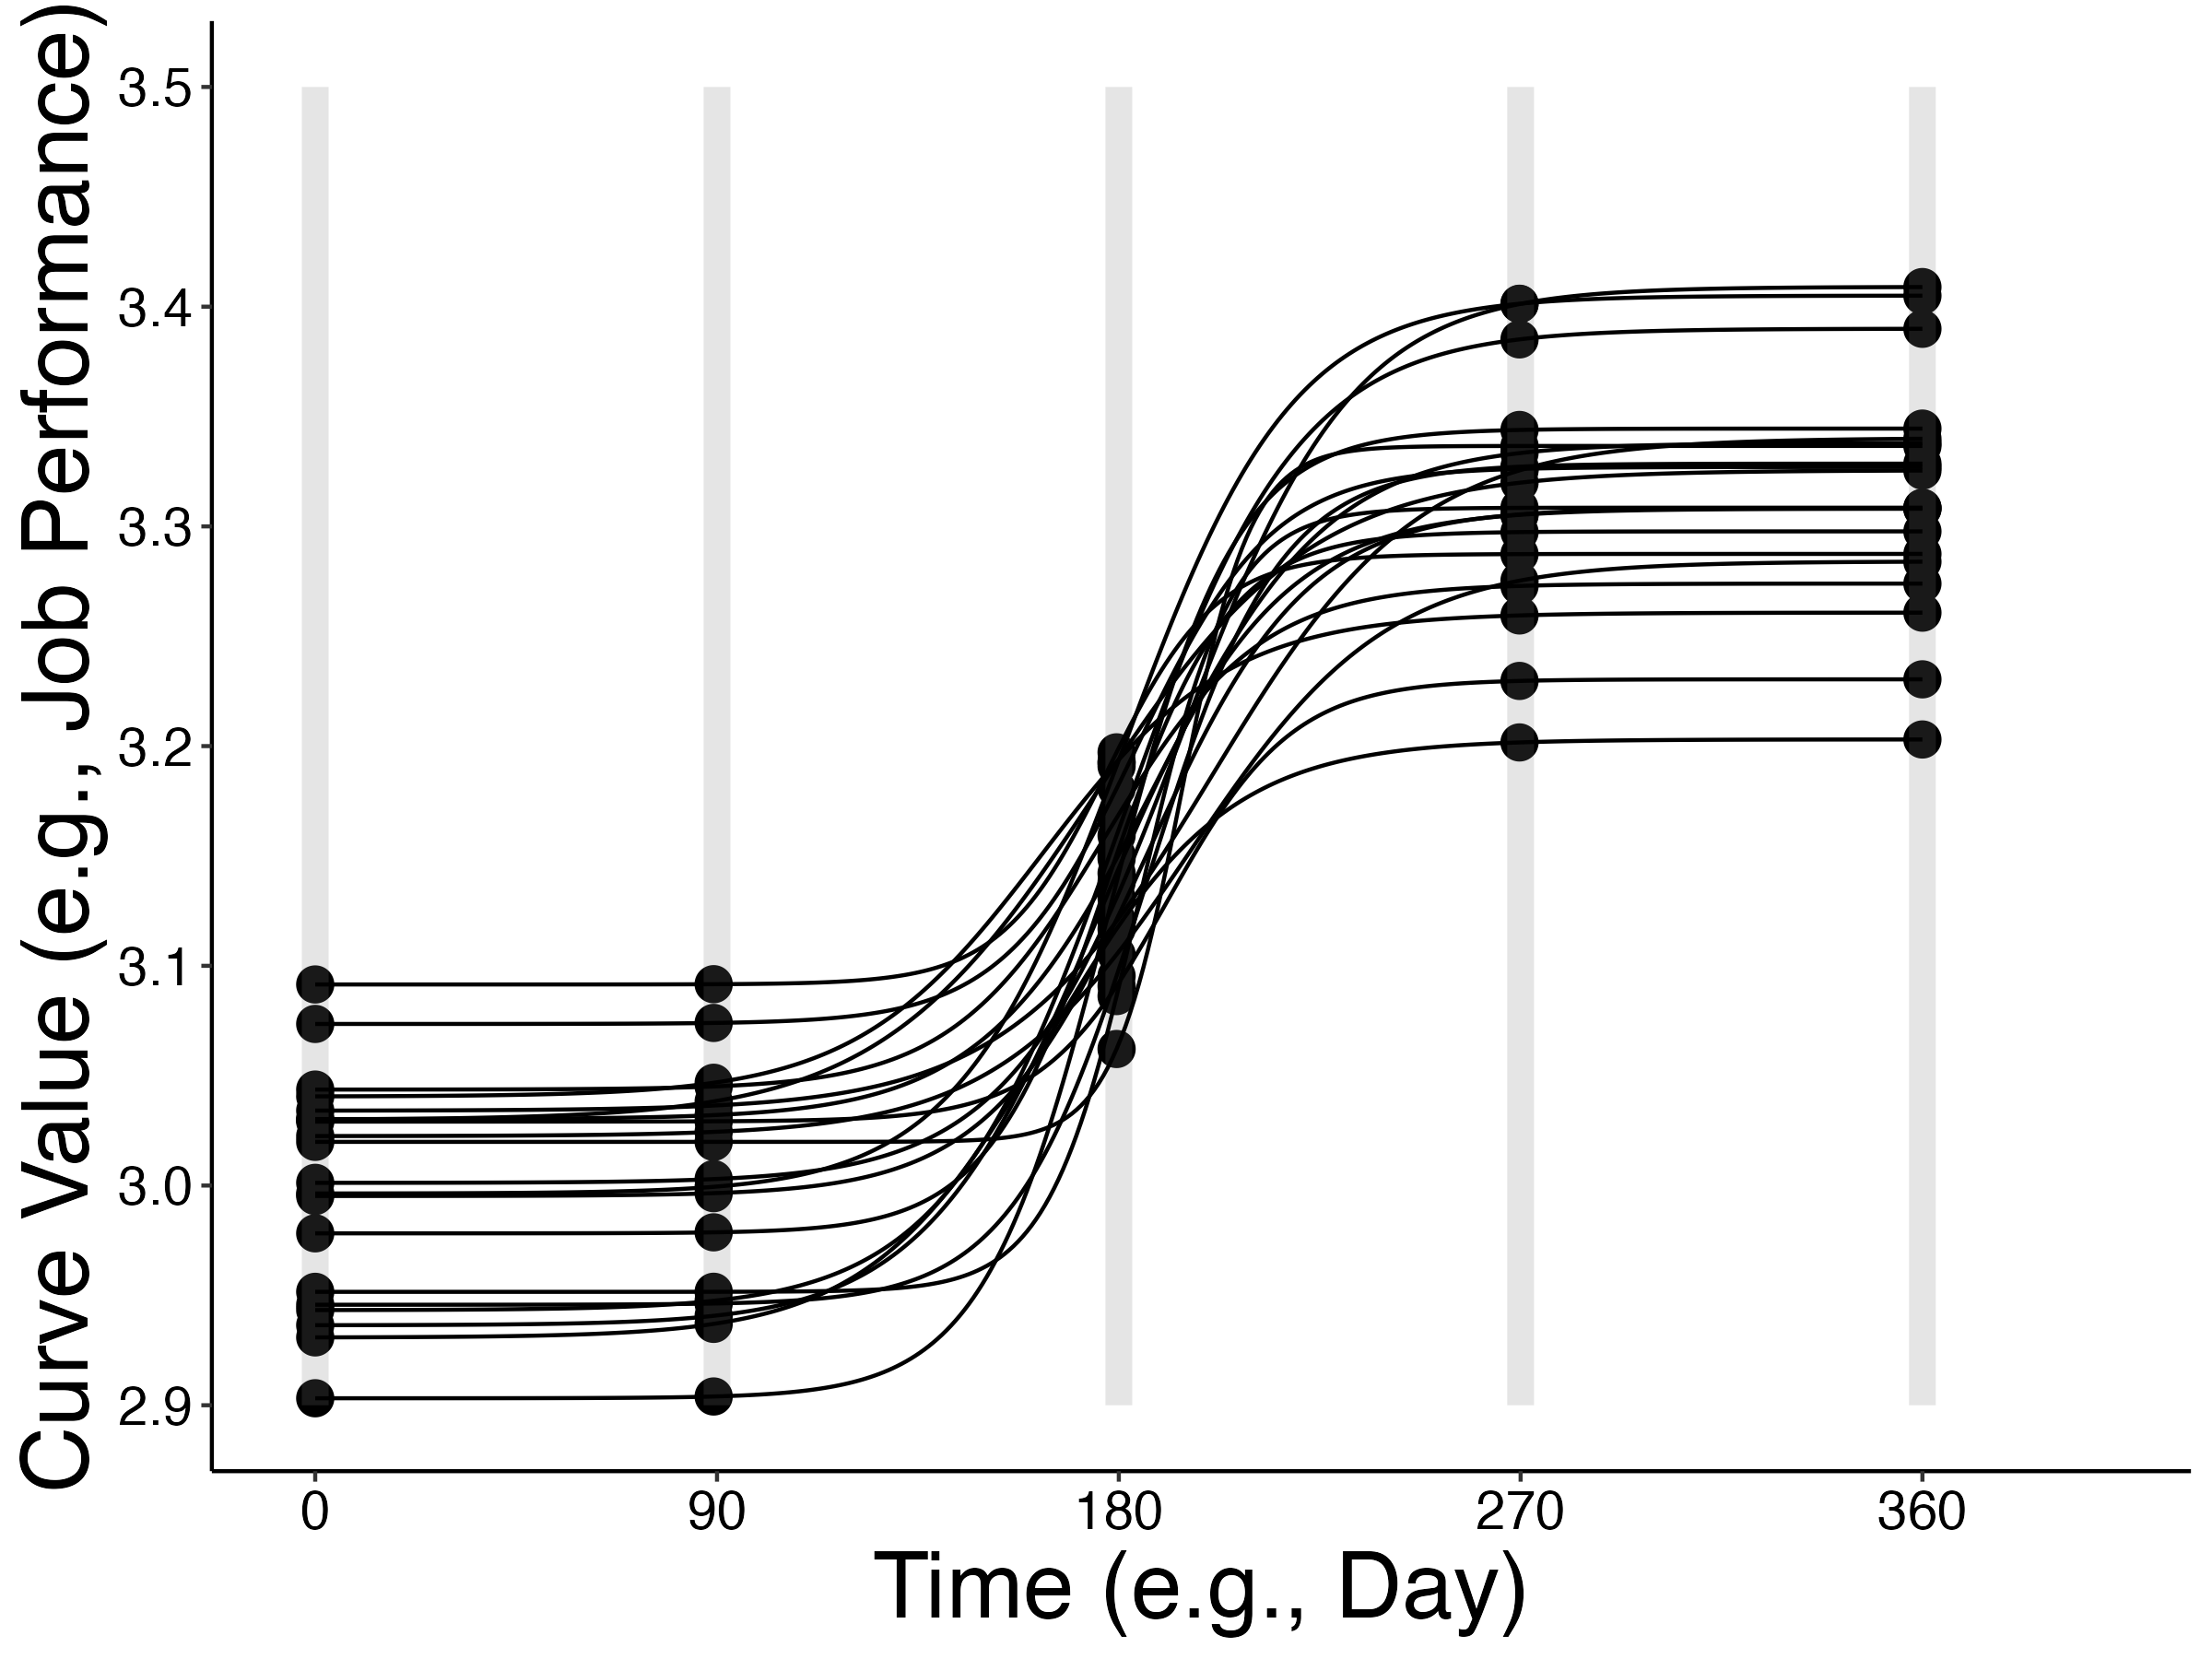 Curve Value (e.g., Job Performance)
3.5
3.4
3.3
3.2
3.1
3.0
2.9
0 90 180 270 360
Time (e.g., Day)